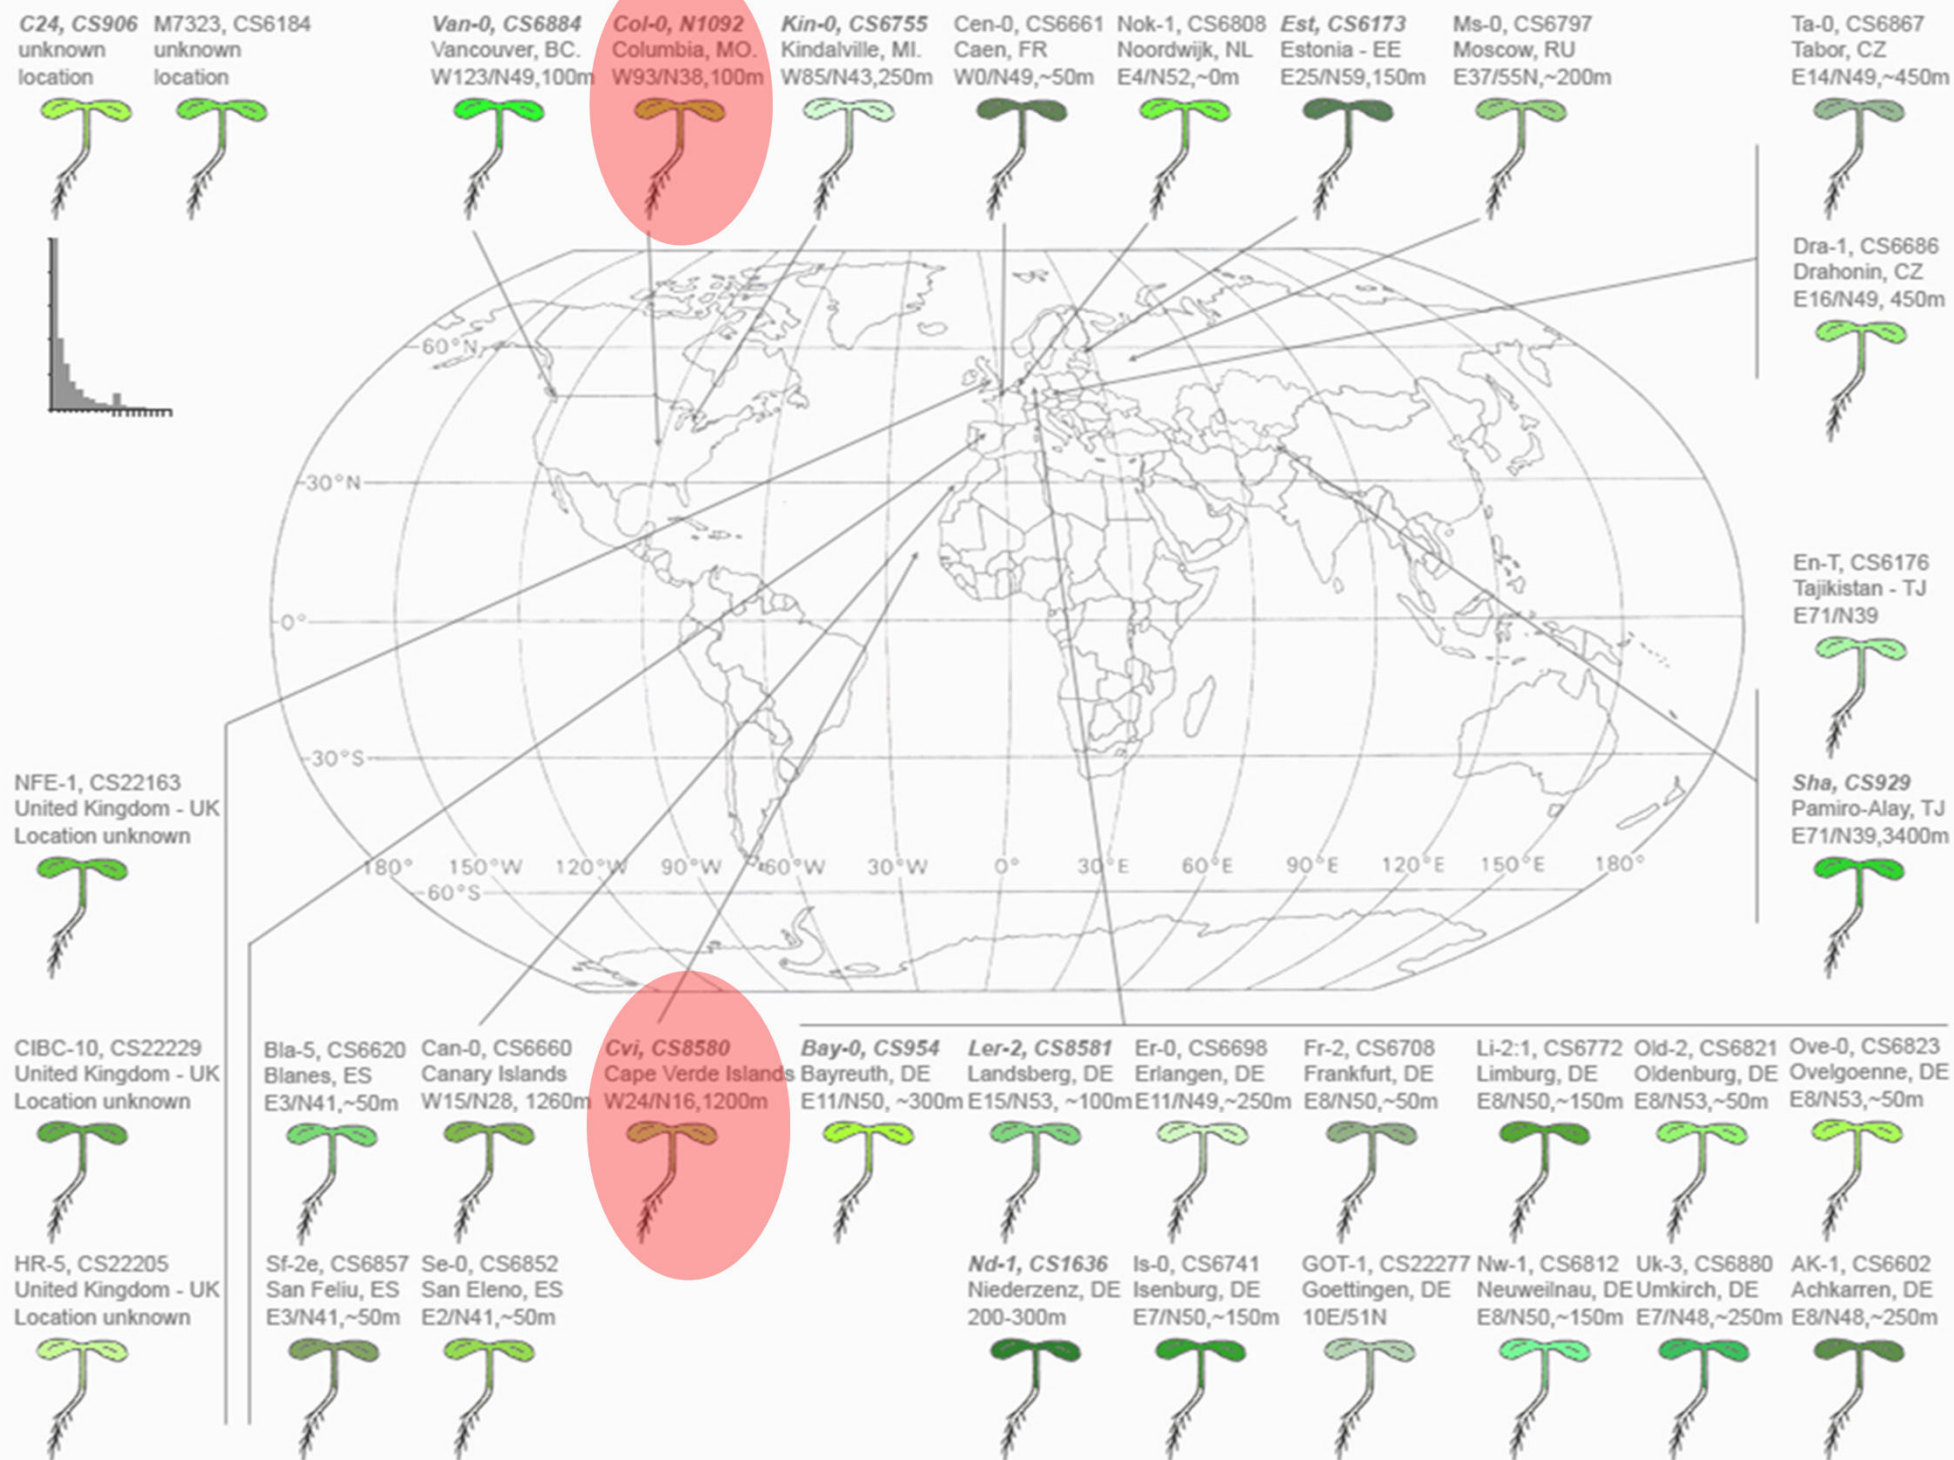 C24, CS906
unknown
location
M7323, CS6184
unknown
location
Van-0, CS6884
Vancouver, BC.
W123/N49,100m
Col-0, N1092
Columbia, MO.
W93/N38,100m
Kin-0, CS6755
Kindalville, MI.
W85/N43,250m
Cen-0, CS6661
Caen, FR
W0/N49,~50m
Nok-1, CS6808
Noordwijk, NL
E4/N52,~0m
Est, CS6173
Estonia - EE
E25/N59,150m
Ms-0, CS6797
Moscow, RU
E37/55N,~200m
Ta-0, CS6867
Tabor, CZ
E14/N49,~450m
Dra-1, CS6686
Drahonin, CZ
E16/N49, 450m
60°N
30°N
0°
30°S
En-T, CS6176
Tajikistan - TJ
E71/N39
Sha, CS929
Pamiro-Alay, TJ
E71/N39,3400m
NFE-1, CS22163
United Kingdom - UK
Location unknown
180° 150°W 120°W 90°W 60°W 30°W 0° 30°E 60°E 90°E 120°E 150°E 180°
60°S
CIBC-10, CS22229
United Kingdom - UK
Location unknown
Bla-5, CS6620
Blanes, ES
E3/N41,~50m
Can-0, CS6660
Canary Islands
W15/N28, 1260m
Cvi, CS8580
Cape Verde Islands
W24/N16,1200m
Bay-0, CS954
Bayreuth, DE
E11/N50, ~300m
Ler-2, CS8581
Landsberg, DE
E15/N53, ~100m
Er-0, CS6698
Erlangen, DE
E11/N49,~250m
Fr-2, CS6708
Frankfurt, DE
E8/N50,~50m
Li-2:1, CS6772
Limburg, DE
E8/N50,~150m
Old-2, CS6821
Oldenburg, DE
E8/N53,~50m
Ove-0, CS6823
Ovelgoenne, DE
E8/N53,~50m
HR-5, CS22205
United Kingdom - UK
Location unknown
Sf-2e, CS6857
San Feliu, ES
E3/N41,~50m
Se-0, CS6852
San Eleno, ES
E2/N41,~50m
Nd-1, CS1636
Niederzenz, DE
200-300m
Is-0, CS6741
Isenburg, DE
E7/N50,~150m
GOT-1, CS22277
Goettingen, DE
10E/51N
Nw-1, CS6812
Neuweilnau, DE
E8/N50,~150m
Uk-3, CS6880
Umkirch, DE
E7/N48,~250m
AK-1, CS6602
Achkarren, DE
E8/N48,~250m